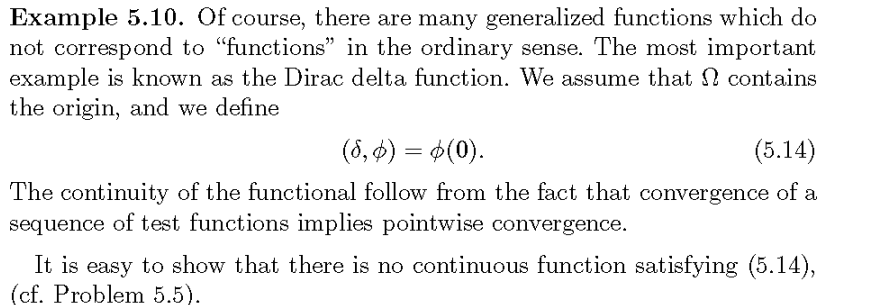 Example 5.10. Of course, there are many generalized functions which do
not correspond to “functions” in the ordinary sense. The most important
example is known as the Dirac delta function. We assume that Ω contains
the origin, and we define
(δ, ϕ) = ϕ(0). (5.14)
The continuity of the functional follow from the fact that convergence of a
sequence of test functions implies pointwise convergence.
It is easy to show that there is no continuous function satisfying (5.14),
(cf. Problem 5.5).